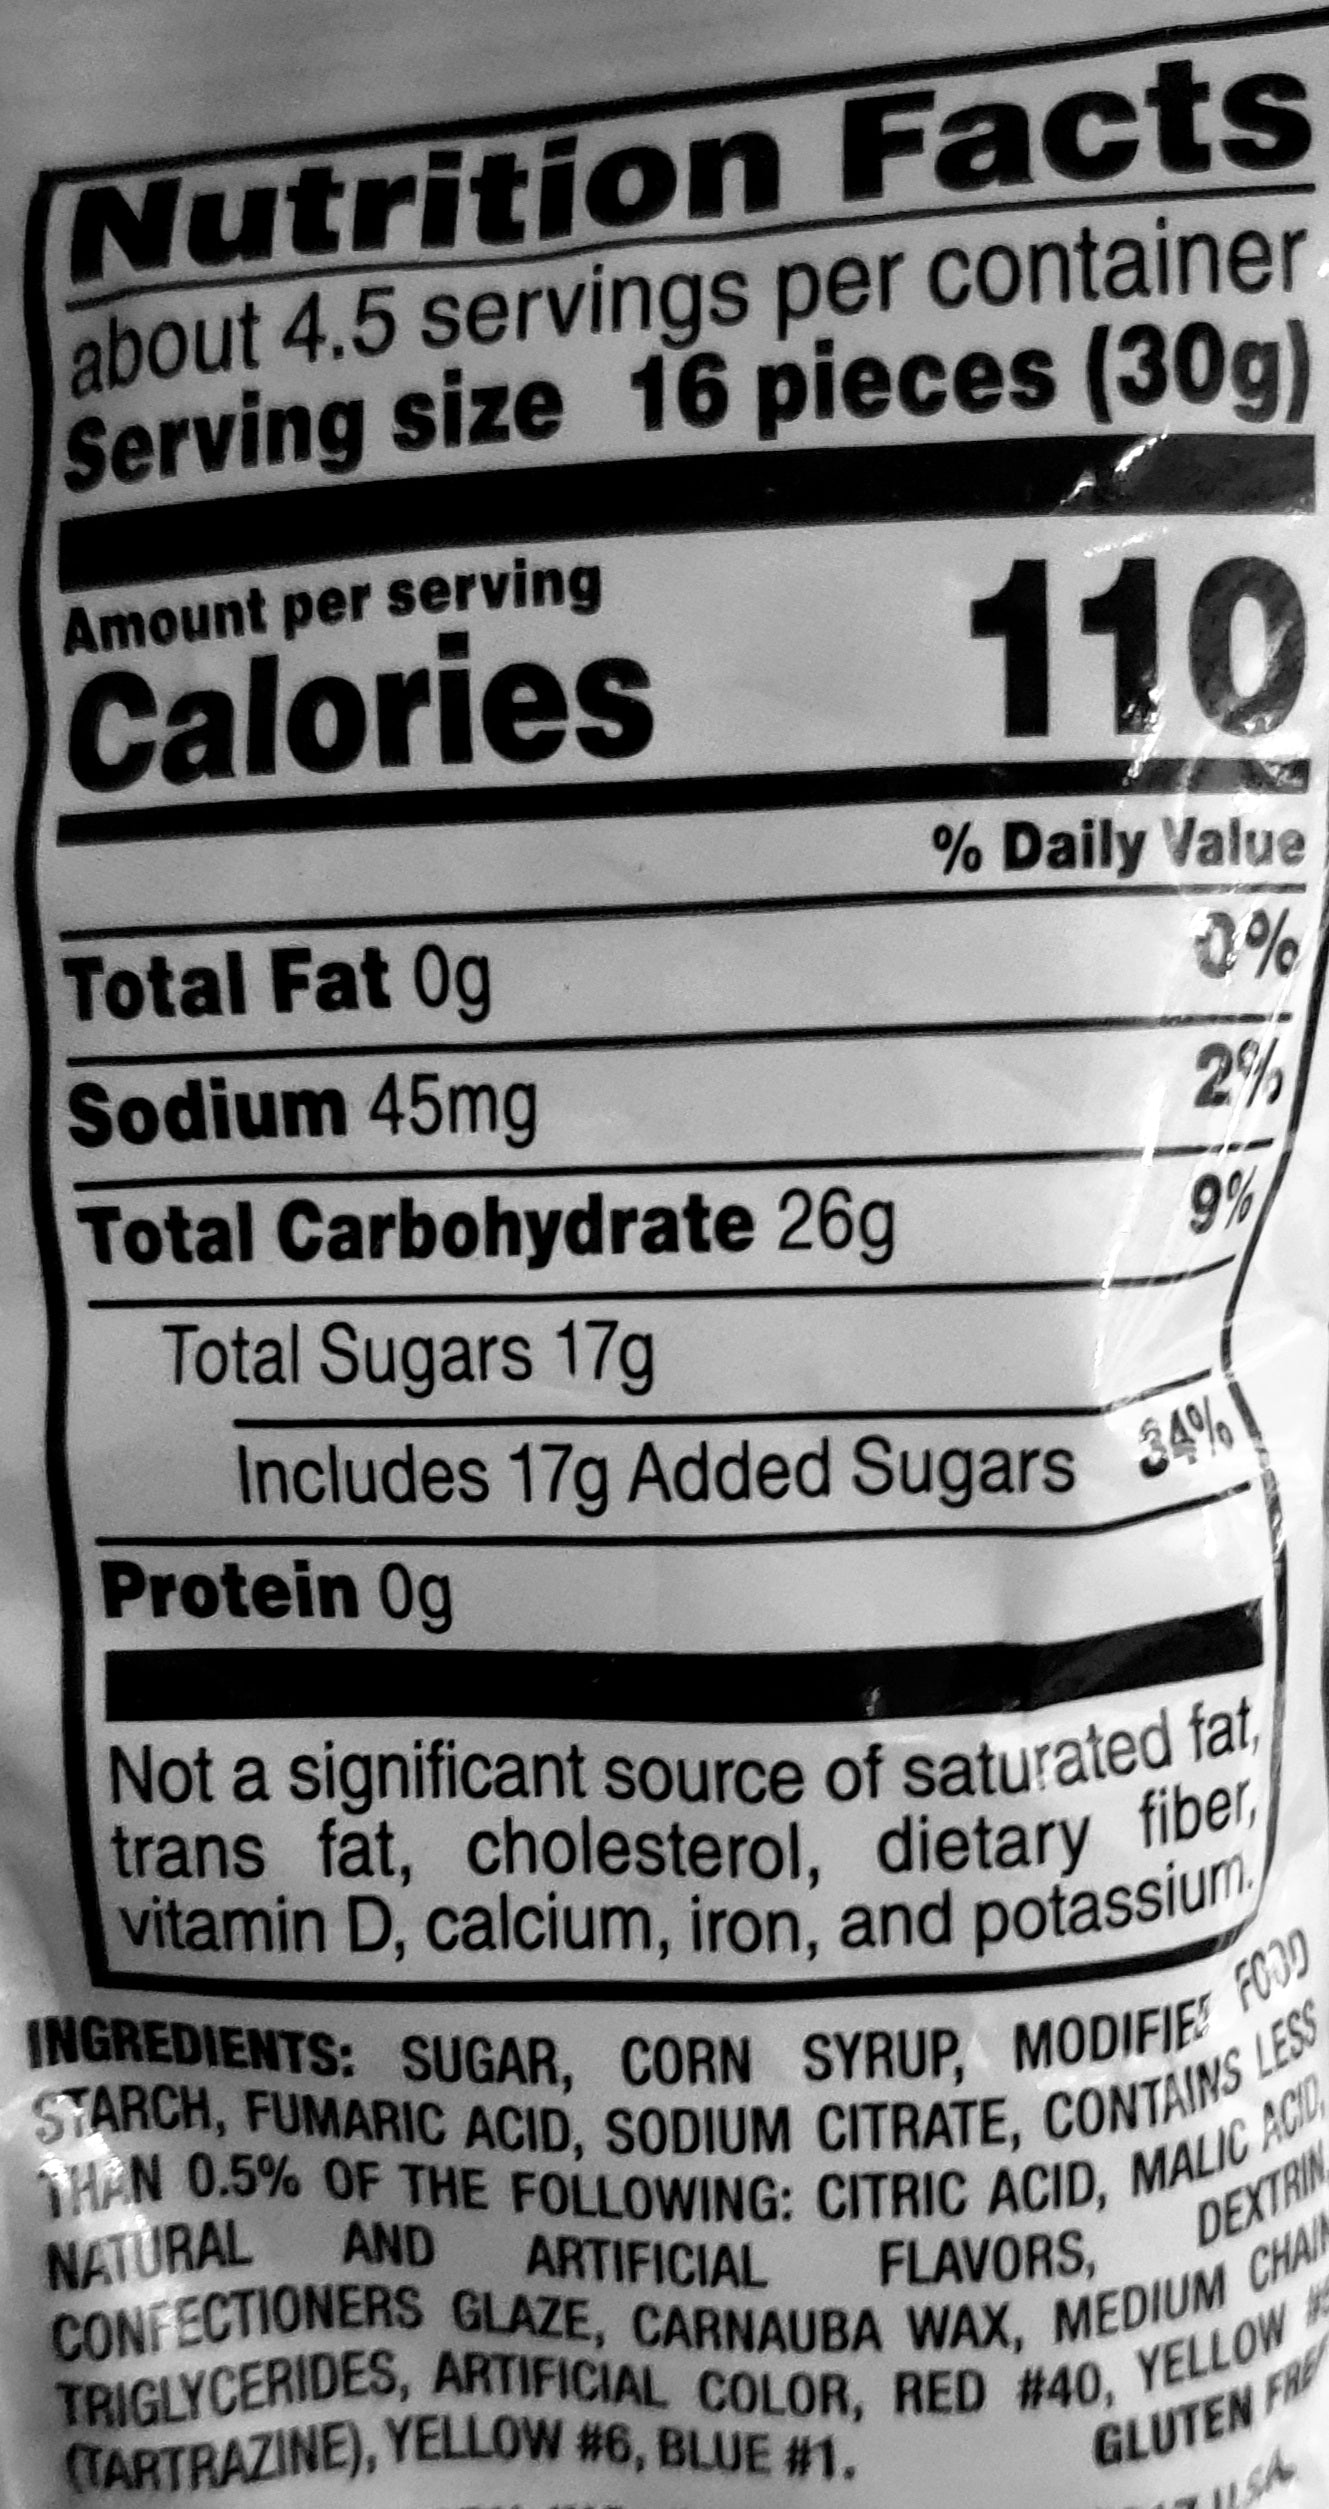 Nutrition Facts
about 4.5 servings per container
Serving size 16 pieces (30g)
Amount per serving
Calories 110
% Daily Value
Total Fat 0g 0%
Sodium 45mg 2%
Total Carbohydrate 26g 9%
Total Sugars 17g
Includes 17g Added Sugars 34%
Protein 0g
Not a significant source of saturated fat,
trans fat, cholesterol, dietary fiber,
vitamin D, calcium, iron, and potassium.
INGREDIENTS: SUGAR, CORN SYRUP, MODIFIED FOOD
STARCH, FUMARIC ACID, SODIUM CITRATE, CONTAINS LESS
THAN 0.5% OF THE FOLLOWING: CITRIC ACID, MALIC ACID,
NATURAL AND ARTIFICIAL FLAVORS, DEXTRIN,
CONFECTIONERS GLAZE, CARNAUBA WAX, MEDIUM CHAIN
TRIGLYCERIDES, ARTIFICIAL COLOR, RED #40, YELLOW
(TARTRAZINE), YELLOW #6, BLUE #1.
GLUTEN FREE
U.S.A.